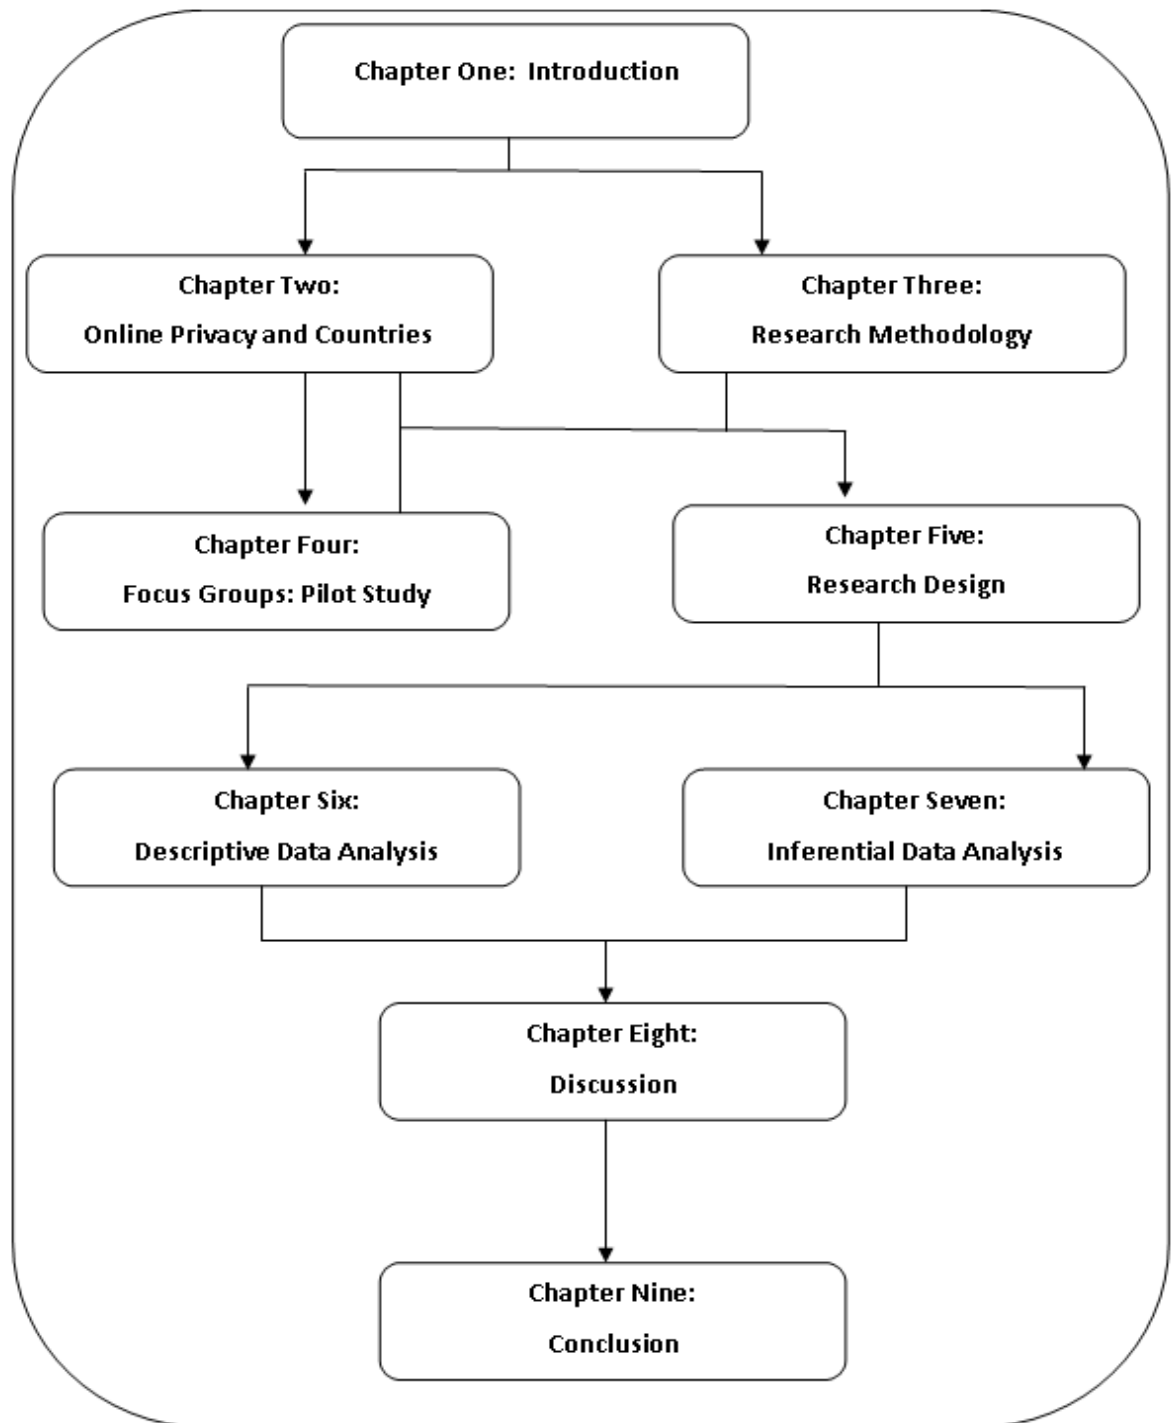 Chapter One:  Introduction
Chapter Two:
Online Privacy and Countries
Chapter Three:
Research Methodology
Chapter Four:
Focus Groups: Pilot Study
Chapter Five:
Research Design
Chapter Six:
Descriptive Data Analysis
Chapter Seven:
Inferential Data Analysis
Chapter Eight:
Discussion
Chapter Nine:
Conclusion